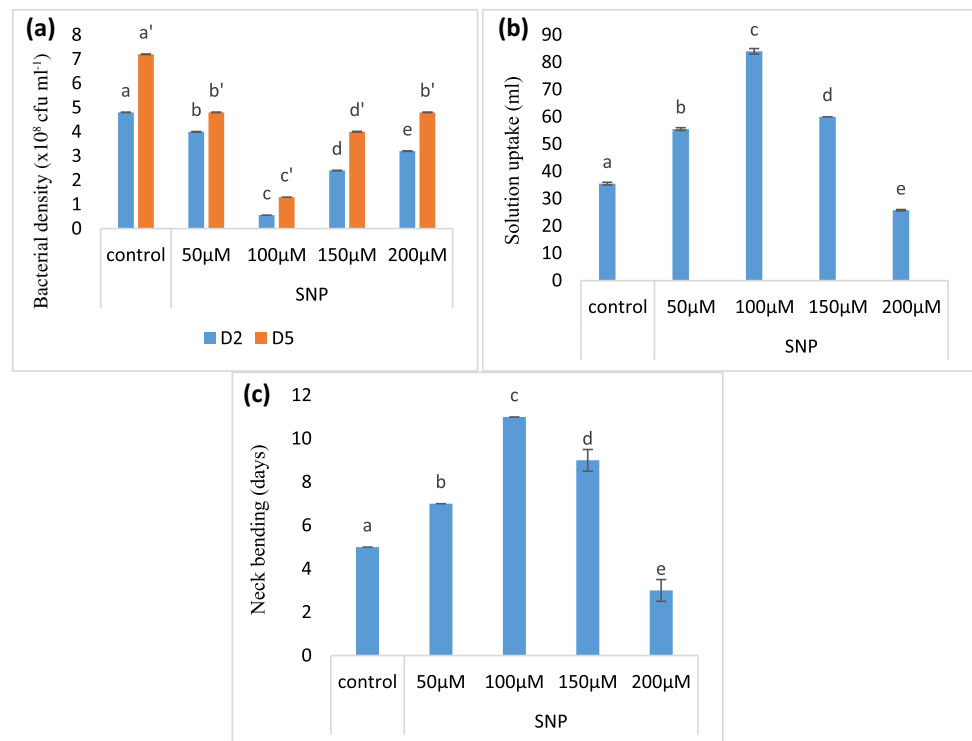 (a)
Bacterial density (x10⁸ cfu ml⁻¹)
8
7
6
5
4
3
2
1
0
a a'
b b'
c c'
d d'
e b'
control 50µM 100µM 150µM 200µM
SNP
D2 D5
(b)
Solution uptake (ml)
90
80
70
60
50
40
30
20
10
0
a b c d e
control 50µM 100µM 150µM 200µM
SNP
(c)
Neck bending (days)
12
10
8
6
4
2
0
a b c d e
control 50µM 100µM 150µM 200µM
SNP